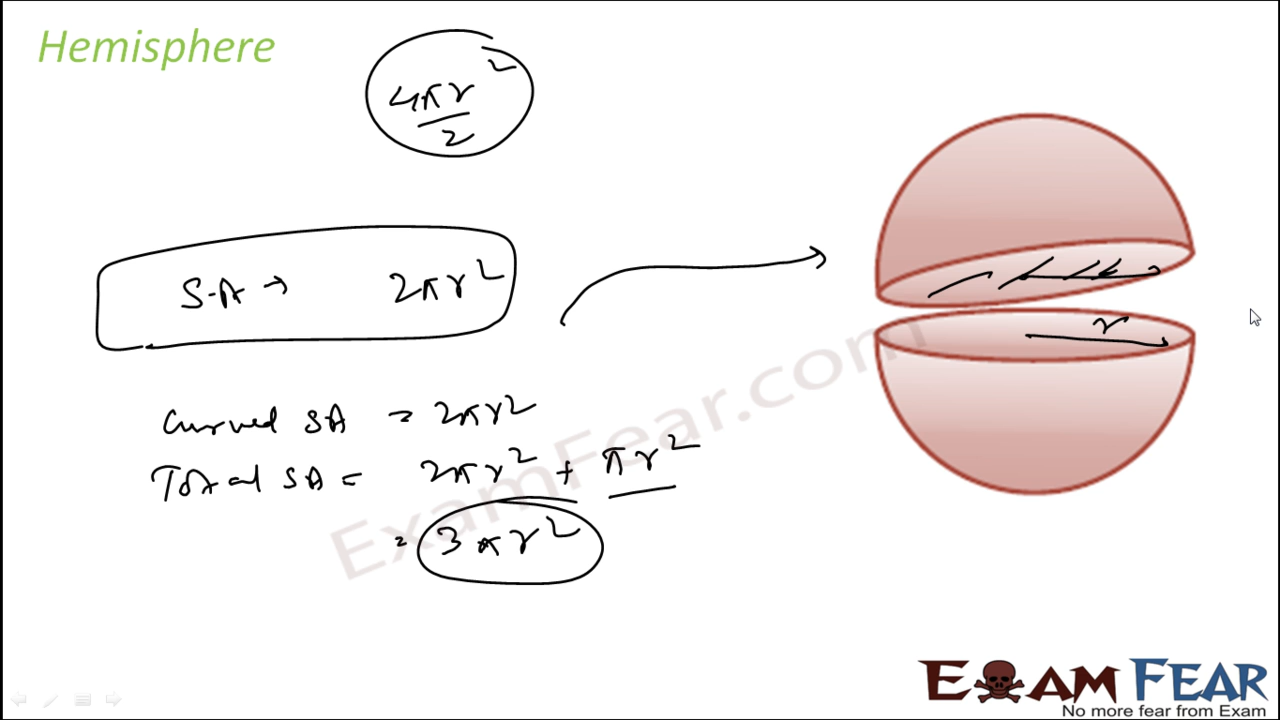 Hemisphere
4πr²
2
S.A → 2πr²
r
Curved SA = 2πr²
Total SA = 2πr² + πr²
= 3πr²
ExamFear.com
EXAM FEAR
No more fear from Exam